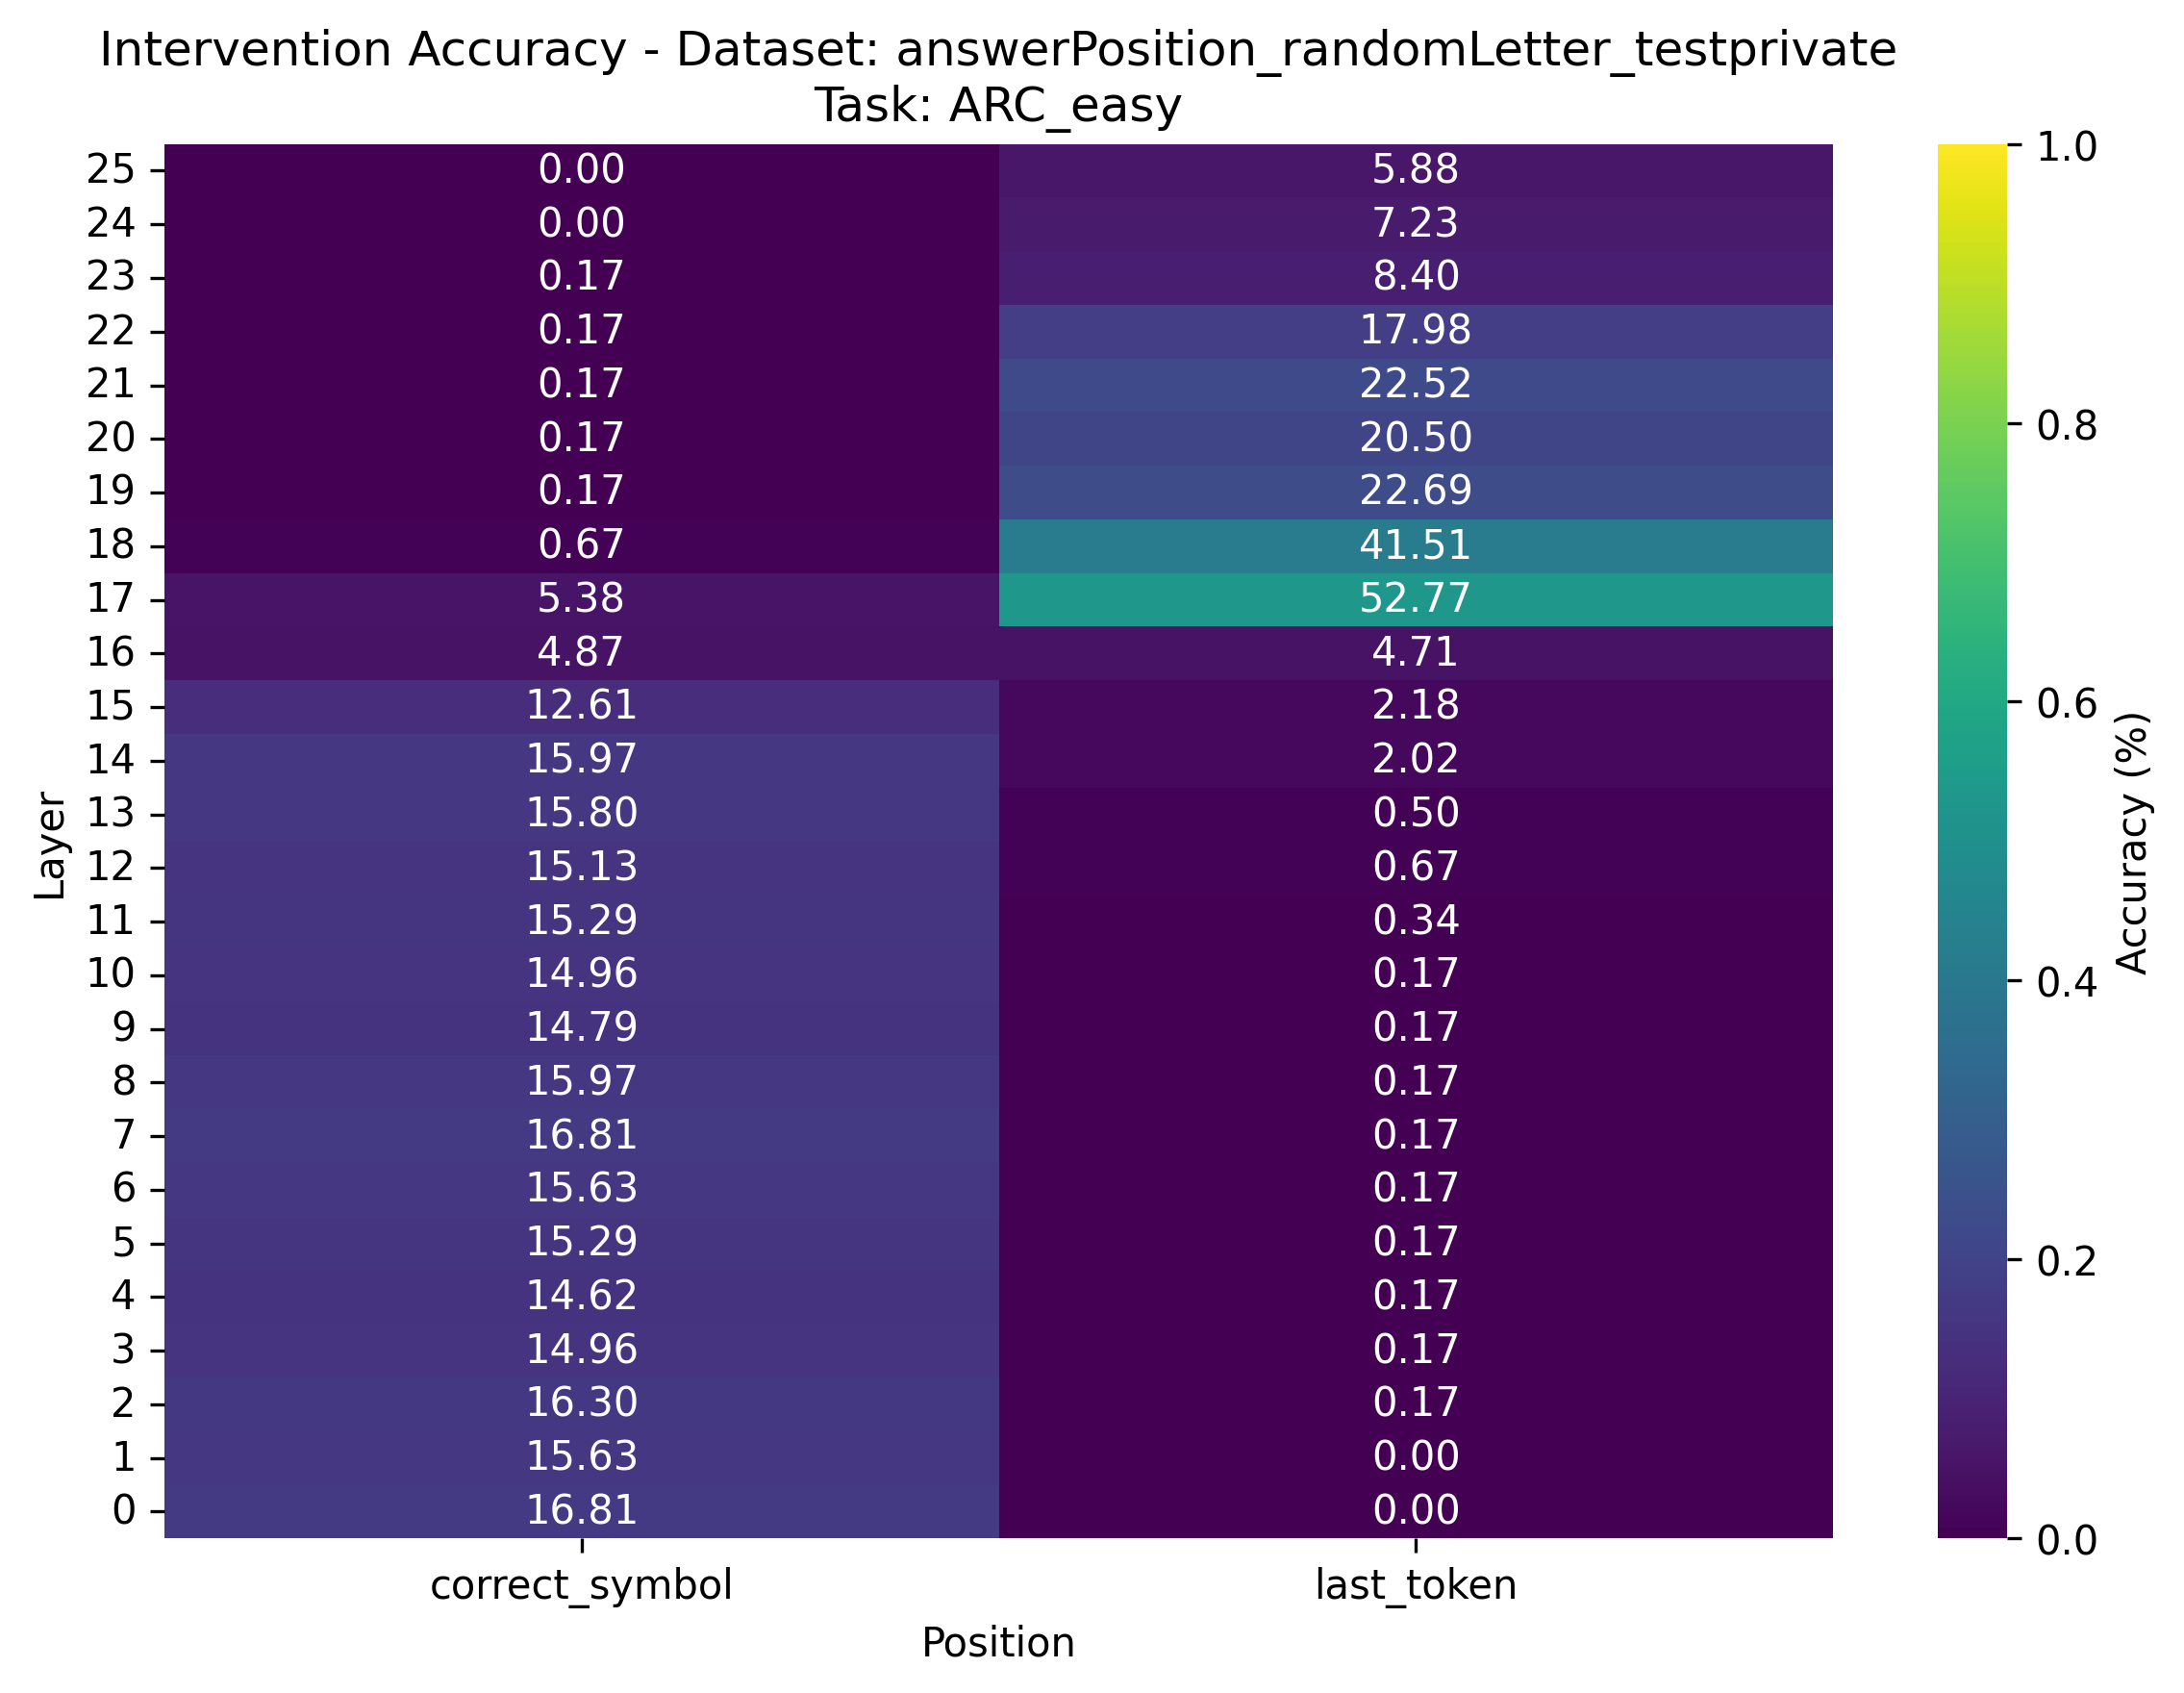 Intervention Accuracy - Dataset: answerPosition_randomLetter_testprivate
Task: ARC_easy
25 0.00 5.88
24 0.00 7.23
23 0.17 8.40
22 0.17 17.98
21 0.17 22.52
20 0.17 20.50
19 0.17 22.69
18 0.67 41.51
17 5.38 52.77
16 4.87 4.71
15 12.61 2.18
14 15.97 2.02
13 15.80 0.50
12 15.13 0.67
11 15.29 0.34
10 14.96 0.17
9 14.79 0.17
8 15.97 0.17
7 16.81 0.17
6 15.63 0.17
5 15.29 0.17
4 14.62 0.17
3 14.96 0.17
2 16.30 0.17
1 15.63 0.00
0 16.81 0.00
Layer
correct_symbol last_token
Position
1.0
0.8
0.6
0.4
0.2
0.0
Accuracy (%)